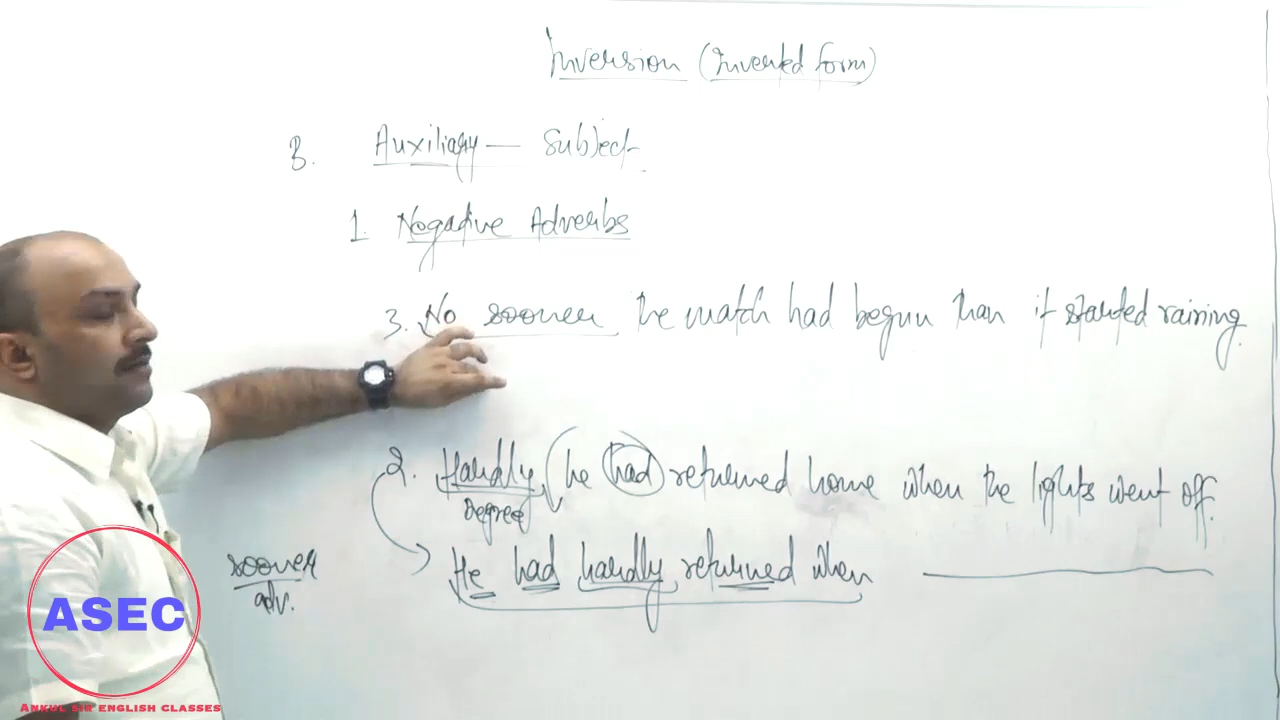 Inversion (Inverted form)
B. Auxiliary — Subject
1. Negative Adverbs
3. No sooner the match had begun than it started raining.
2. Hardly he had returned home when the lights went off.
Degree
He had hardly returned when
sooner
adv.
ASEC
ANKUL SIR ENGLISH CLASSES